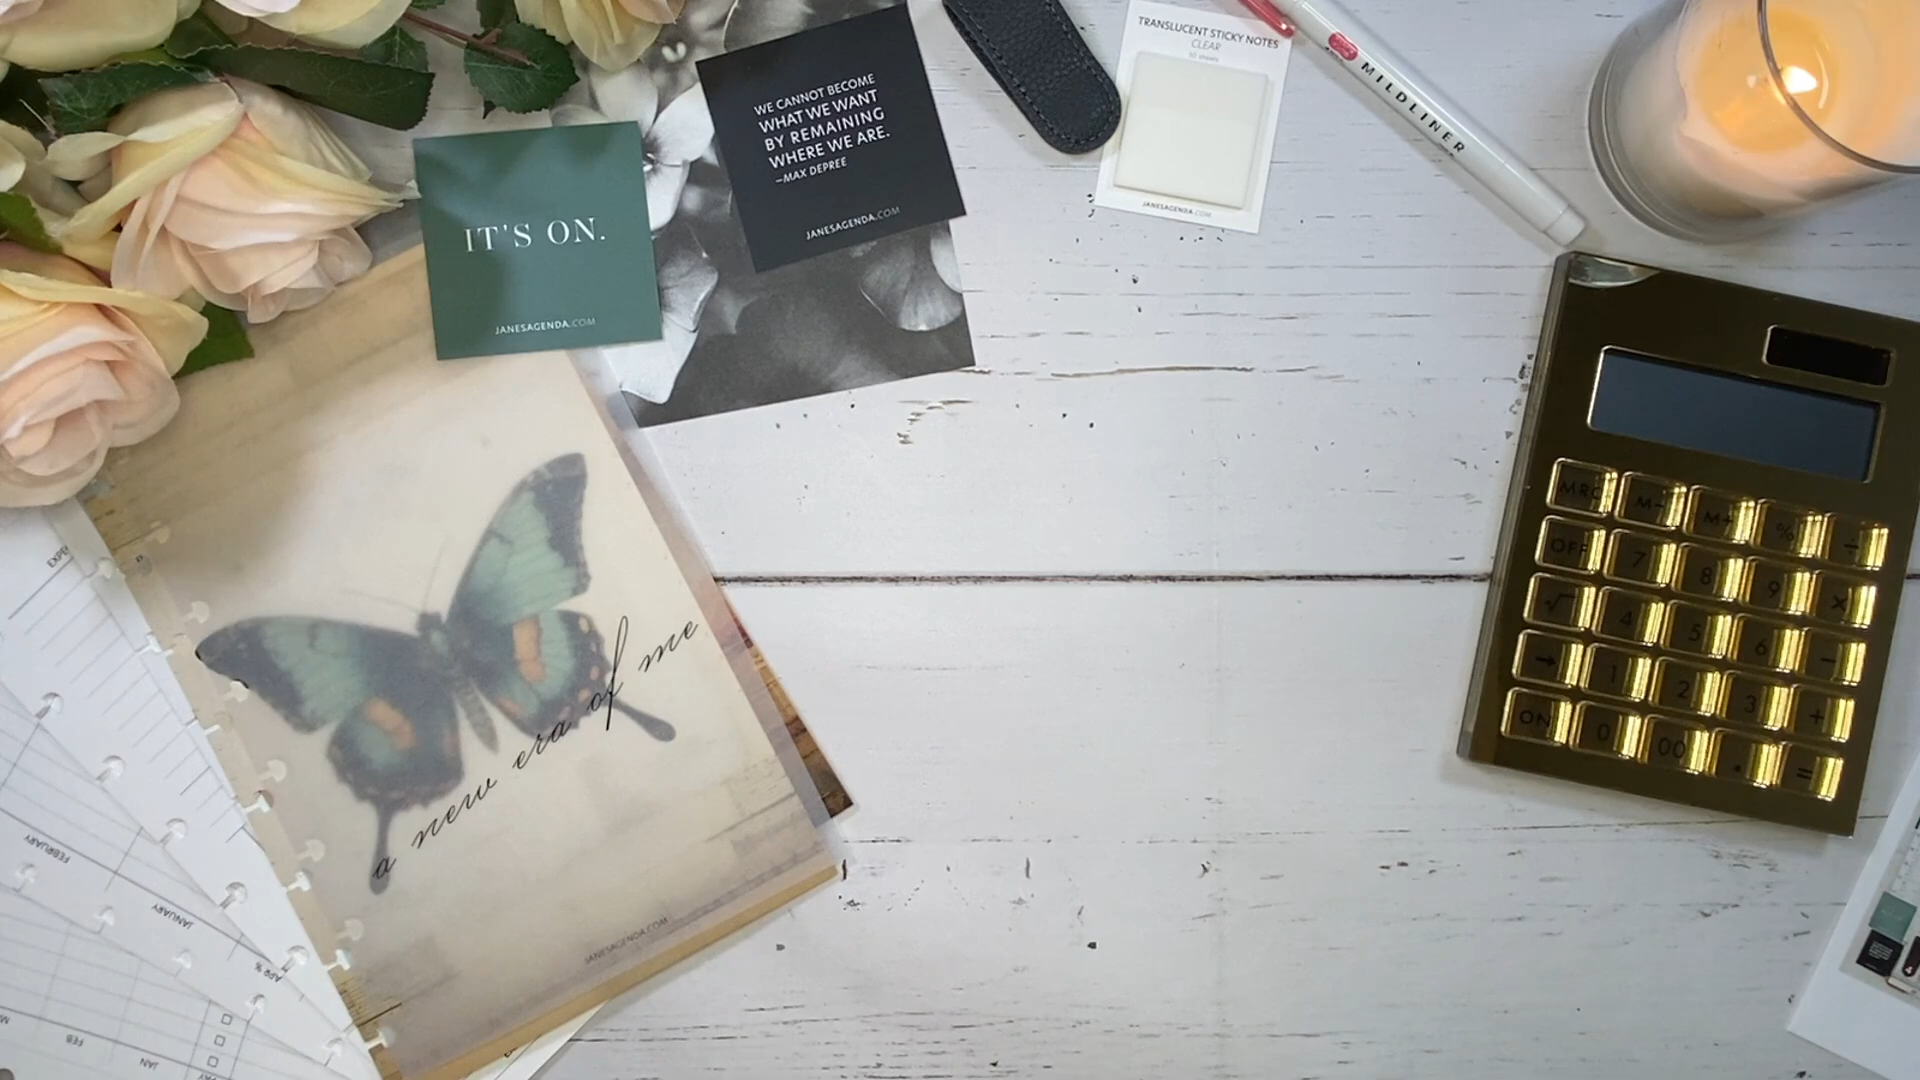 TRANSLUCENT STICKY NOTES
CLEAR
MILDLINER
WE CANNOT BECOME
WHAT WE WANT
BY REMAINING
WHERE WE ARE.
—MAX DEPREE
JANESAGENDA.COM
JANESAGENDA.COM
IT'S ON.
JANESAGENDA.COM
a new era of me
JANESAGENDA.COM
MRC M- M+ % ÷
OFF 7 8 9 ×
√ 4 5 6 −
→ 1 2 3 +
ON 0 00 . =
FEBRUARY
JANUARY
APR %
FEB
JAN